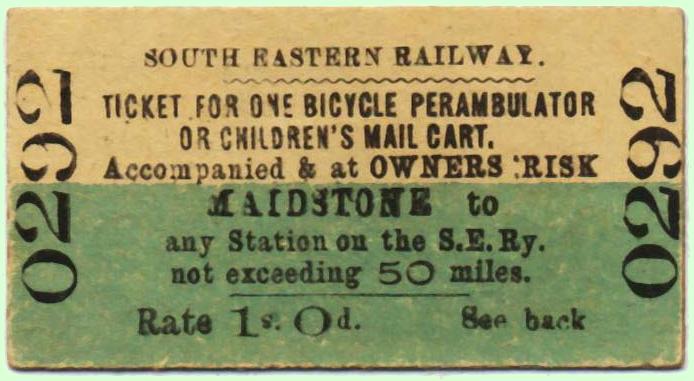 SOUTH EASTERN RAILWAY.
TICKET FOR ONE BICYCLE PERAMBULATOR
OR CHILDREN'S MAIL CART.
Accompanied & at OWNERS RISK
MAIDSTONE to
any Station on the S.E.Ry.
not exceeding 50 miles.
Rate 1s. 0d. See back
0292
0292